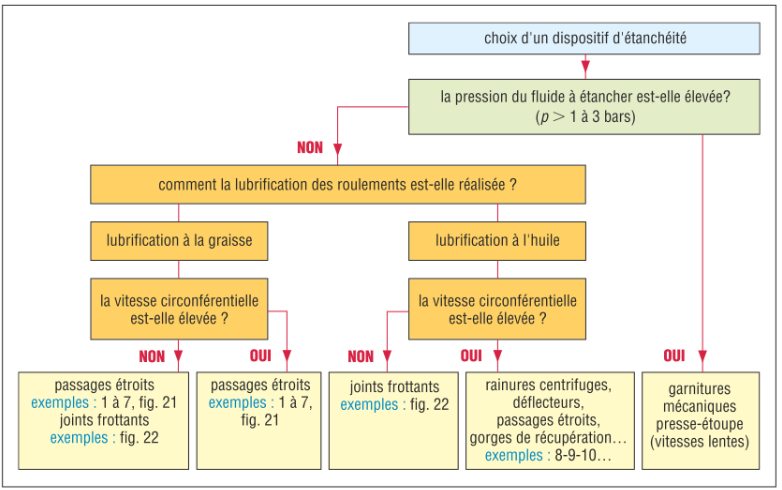 choix d'un dispositif d'étanchéité
la pression du fluide à étancher est-elle élevée?
(p > 1 à 3 bars)
NON
comment la lubrification des roulements est-elle réalisée ?
lubrification à la graisse
lubrification à l'huile
la vitesse circonférentielle
est-elle élevée ?
la vitesse circonférentielle
est-elle élevée ?
NON
OUI
NON
OUI
OUI
passages étroits
exemples : 1 à 7, fig. 21
joints frottants
exemples : fig. 22
passages étroits
exemples : 1 à 7,
fig. 21
joints frottants
exemples : fig. 22
rainures centrifuges,
déflecteurs,
passages étroits,
gorges de récupération...
exemples : 8-9-10...
garnitures
mécaniques
presse-étoupe
(vitesses lentes)